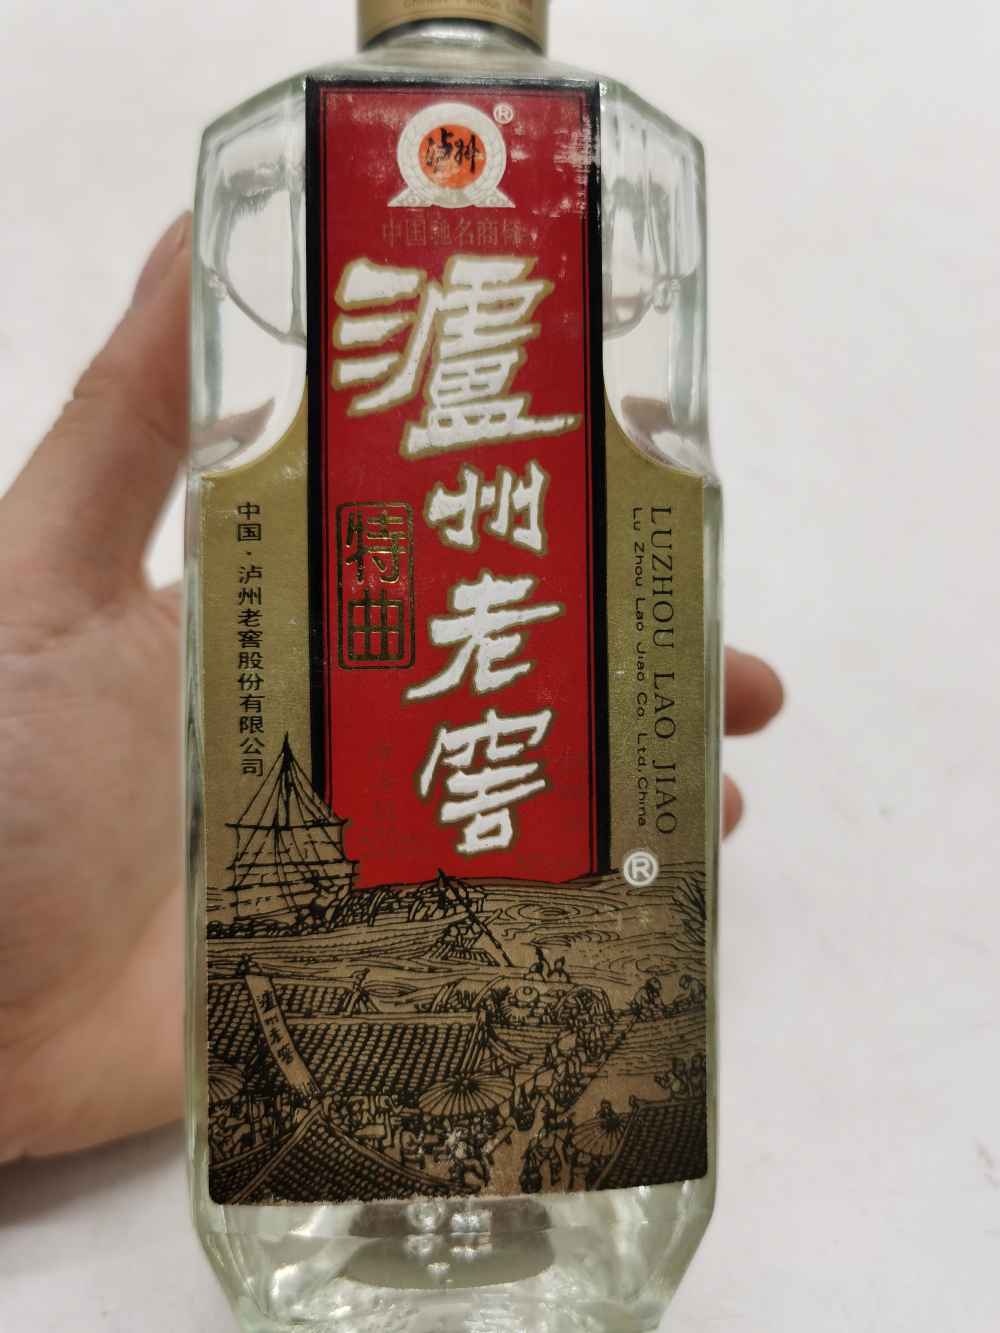 泸州
®
中国驰名商标
瀘州老窖
特曲
中国·泸州老窖股份有限公司
LUZHOU LAO JIAO
Lu Zhou Lao Jiao Co. Ltd, China
®